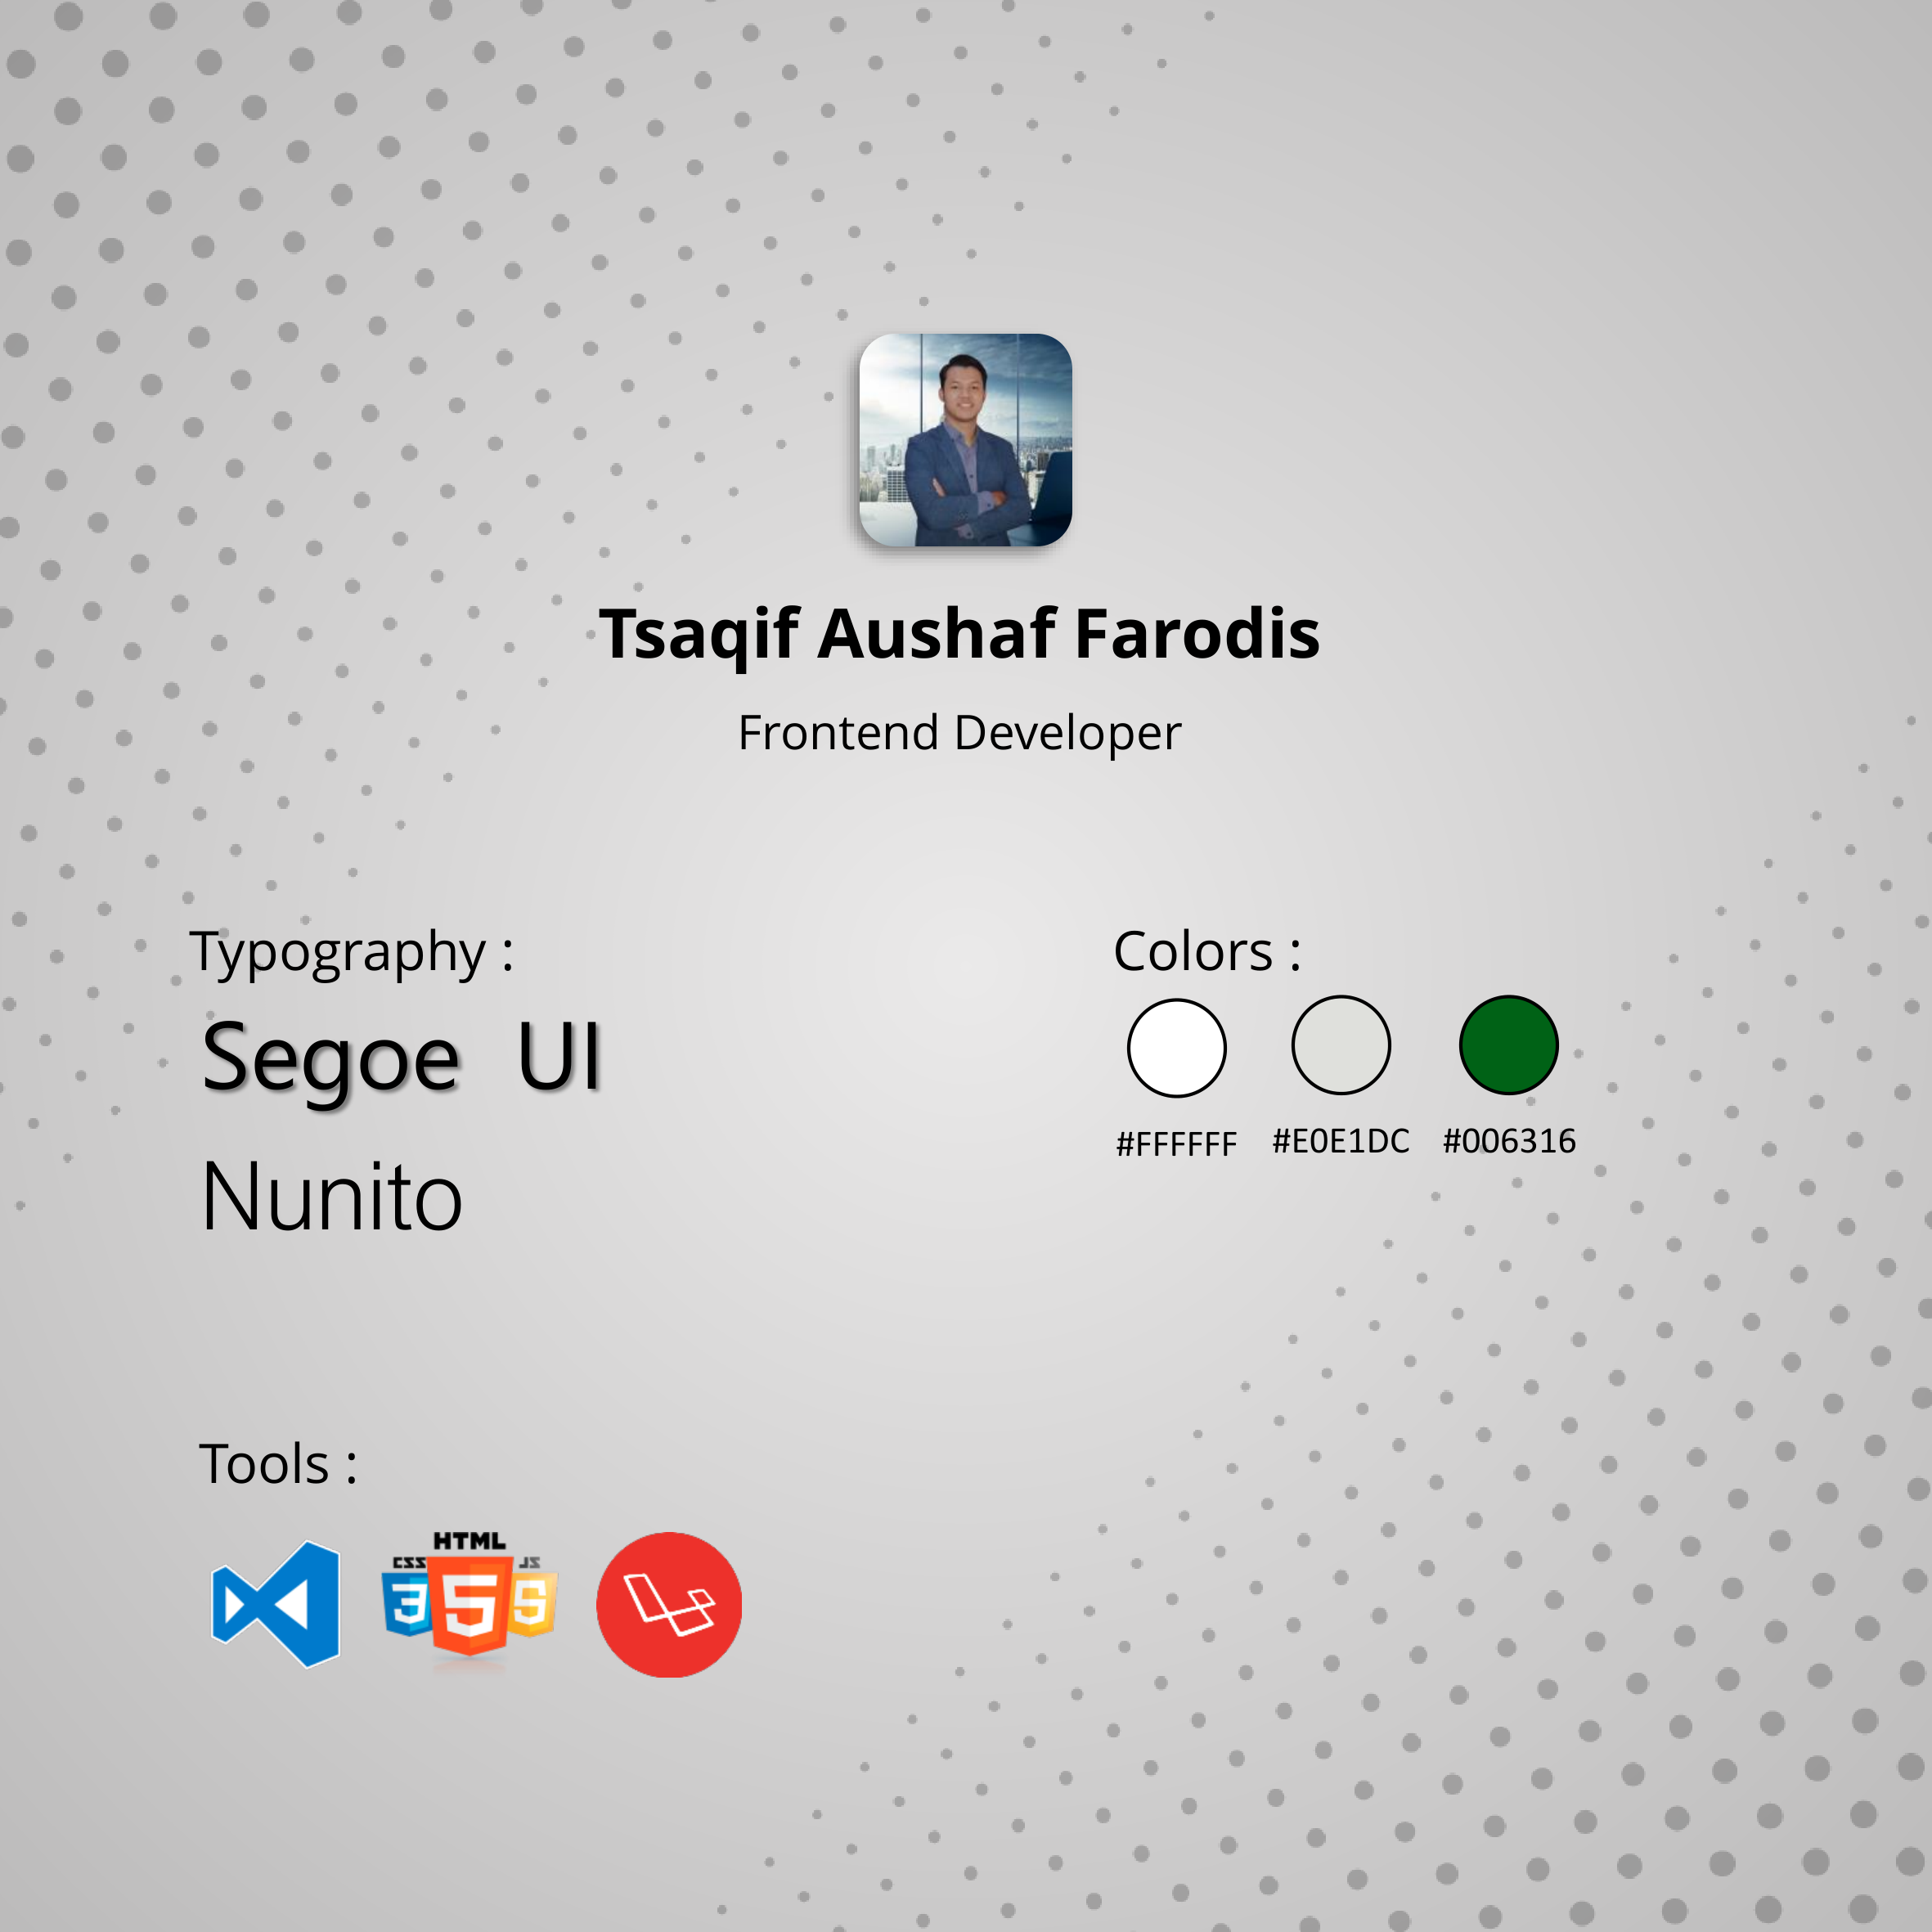 Tsaqif Aushaf Farodis
Frontend Developer
Typography :
Segoe UI
Nunito
Colors :
#FFFFFF #E0E1DC #006316
Tools :
HTML
CSS JS
3 5